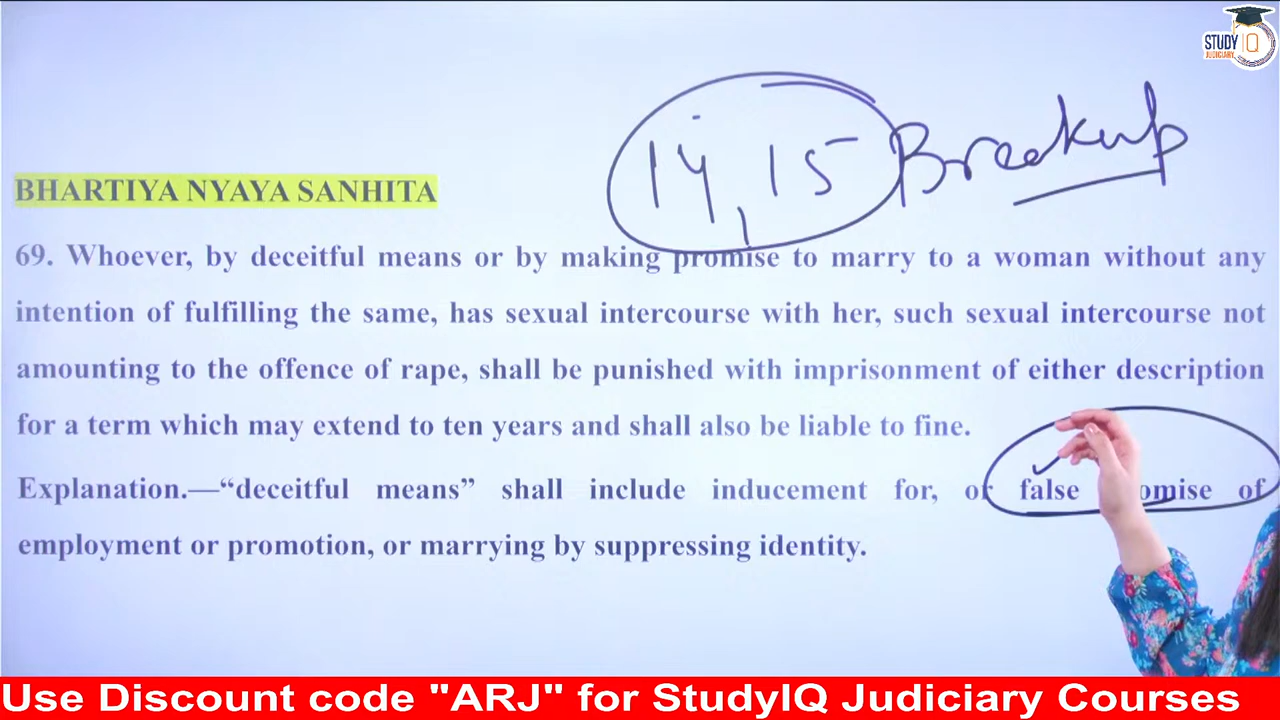 STUDY IQ
JUDICIARY
14, 15 Breakup
BHARTIYA NYAYA SANHITA
69. Whoever, by deceitful means or by making promise to marry to a woman without any
intention of fulfilling the same, has sexual intercourse with her, such sexual intercourse not
amounting to the offence of rape, shall be punished with imprisonment of either description
for a term which may extend to ten years and shall also be liable to fine.
Explanation.—“deceitful means” shall include inducement for, or false omise of
employment or promotion, or marrying by suppressing identity.
Use Discount code "ARJ" for StudyIQ Judiciary Courses